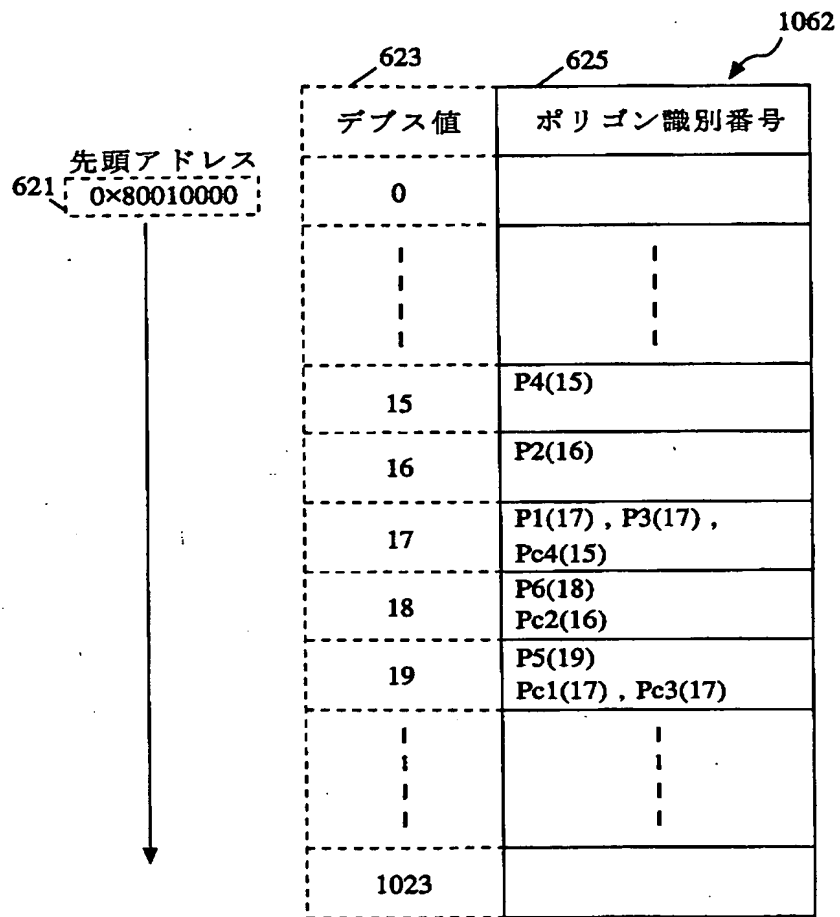 1062
623
625
デプス値
ポリゴン識別番号
先頭アドレス
621
0×80010000
0
15
P4(15)
16
P2(16)
17
P1(17) , P3(17) ,
Pc4(15)
18
P6(18)
Pc2(16)
19
P5(19)
Pc1(17) , Pc3(17)
1023